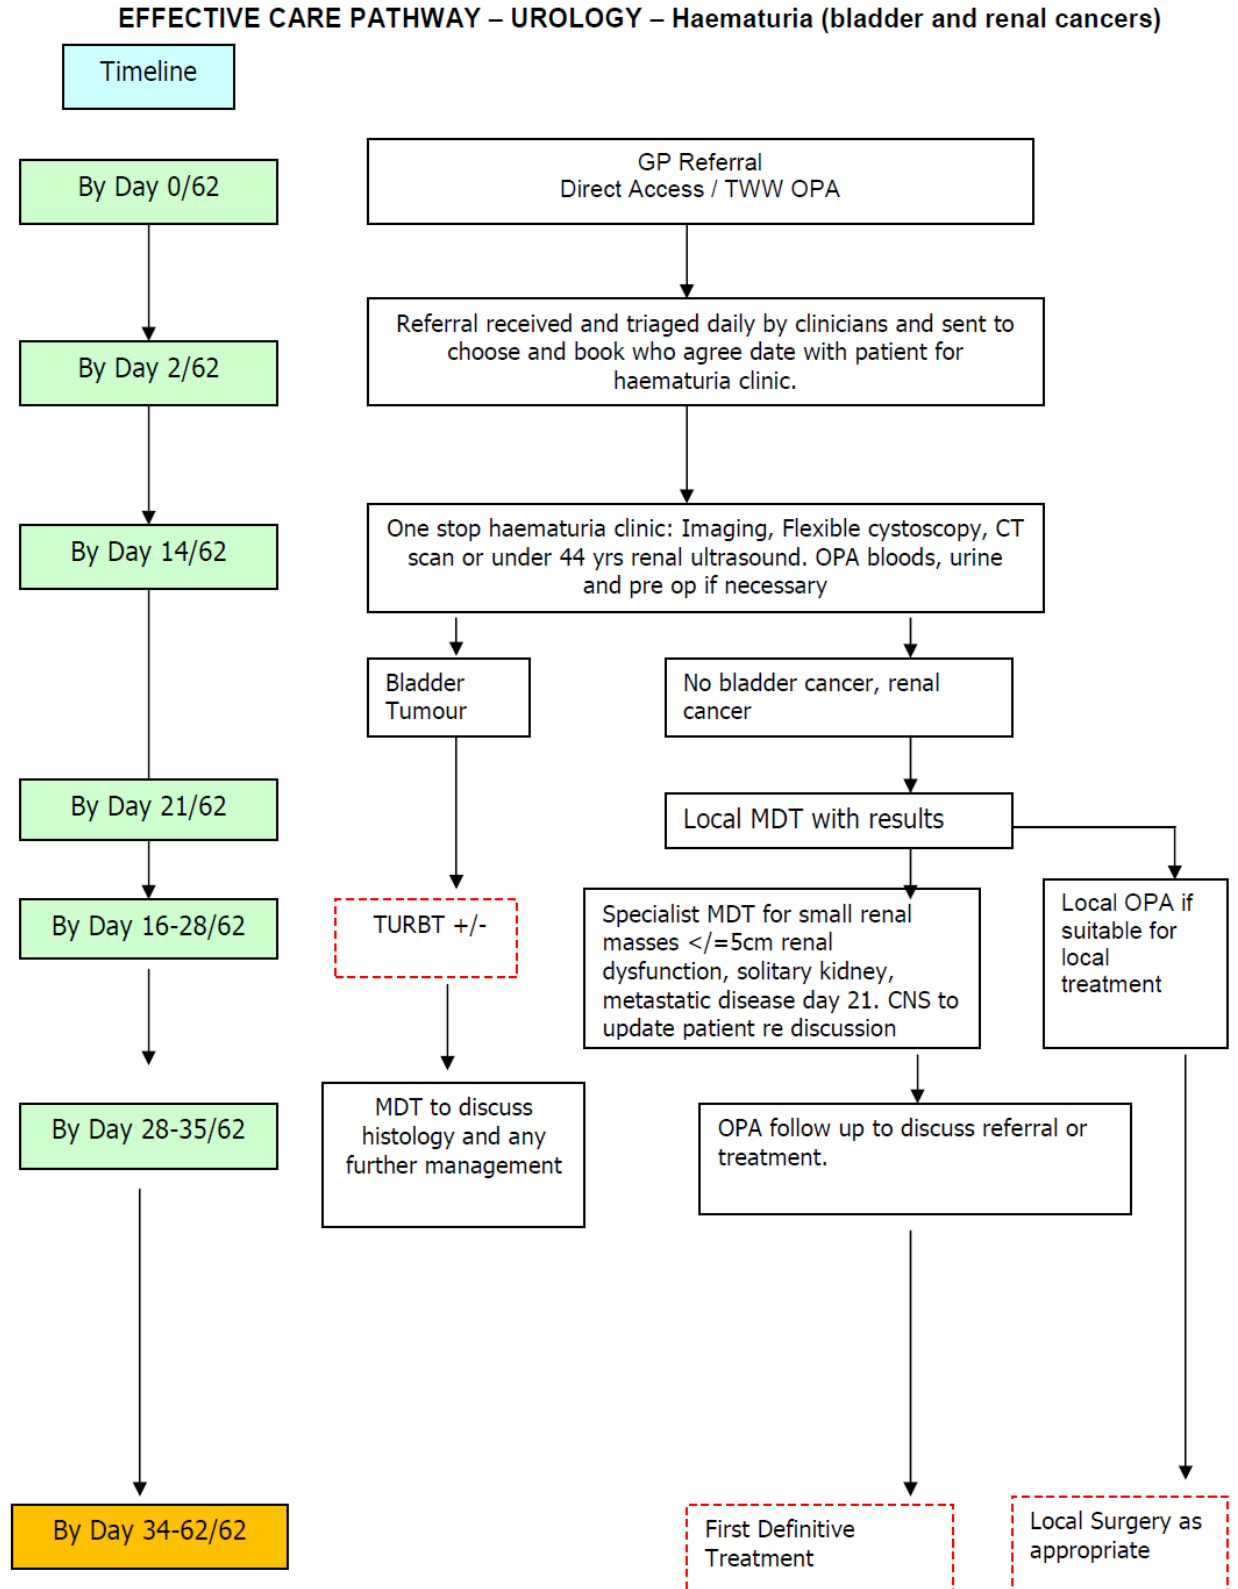 EFFECTIVE CARE PATHWAY – UROLOGY – Haematuria (bladder and renal cancers)
Timeline
By Day 0/62
GP Referral
Direct Access / TWW OPA
By Day 2/62
Referral received and triaged daily by clinicians and sent to
choose and book who agree date with patient for
haematuria clinic.
By Day 14/62
One stop haematuria clinic: Imaging, Flexible cystoscopy, CT
scan or under 44 yrs renal ultrasound. OPA bloods, urine
and pre op if necessary
Bladder
Tumour
No bladder cancer, renal
cancer
By Day 21/62
Local MDT with results
By Day 16-28/62
TURBT +/-
Specialist MDT for small renal
masses </=5cm renal
dysfunction, solitary kidney,
metastatic disease day 21. CNS to
update patient re discussion
Local OPA if
suitable for
local
treatment
By Day 28-35/62
MDT to discuss
histology and any
further management
OPA follow up to discuss referral or
treatment.
By Day 34-62/62
First Definitive
Treatment
Local Surgery as
appropriate